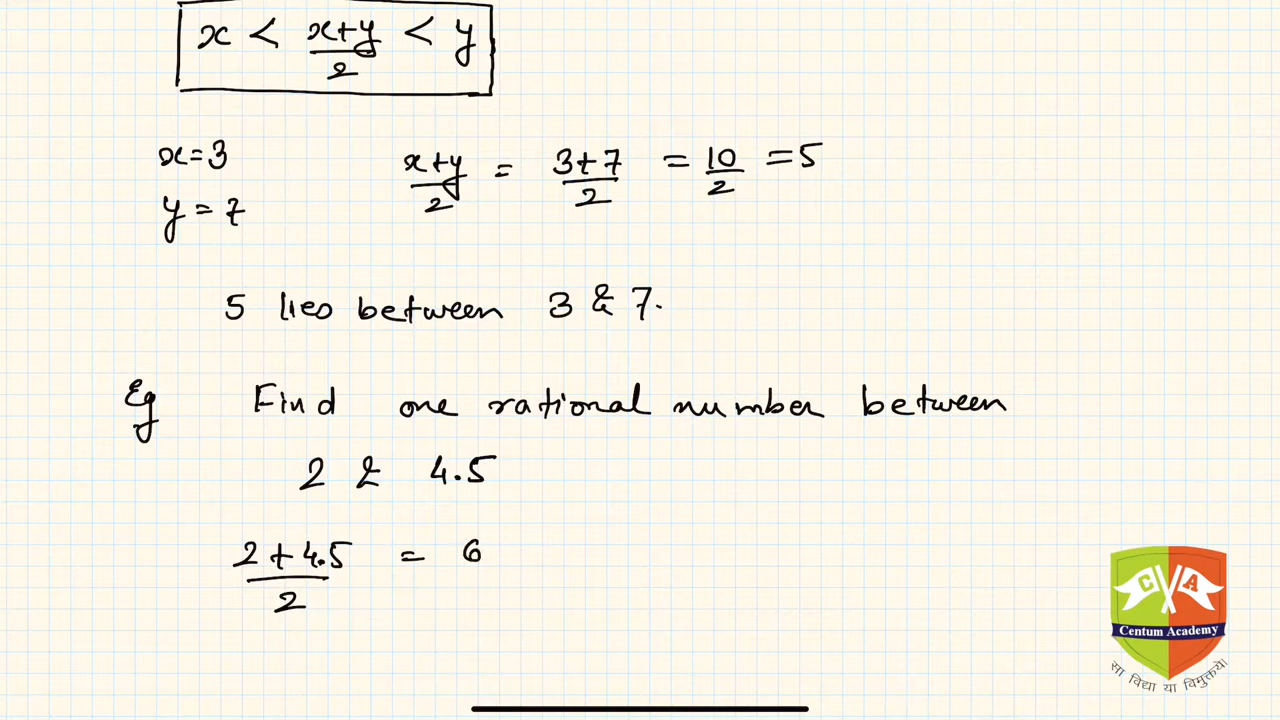 x < (x+y)/2 < y
x=3
y = 7
(x+y)/2 = (3+7)/2 = 10/2 = 5
5 lies between 3 & 7.
Eg Find one rational number between
2 & 4.5
(2 + 4.5)/2 = 6
C A
Centum Academy
सा विद्या या विमुक्तये।